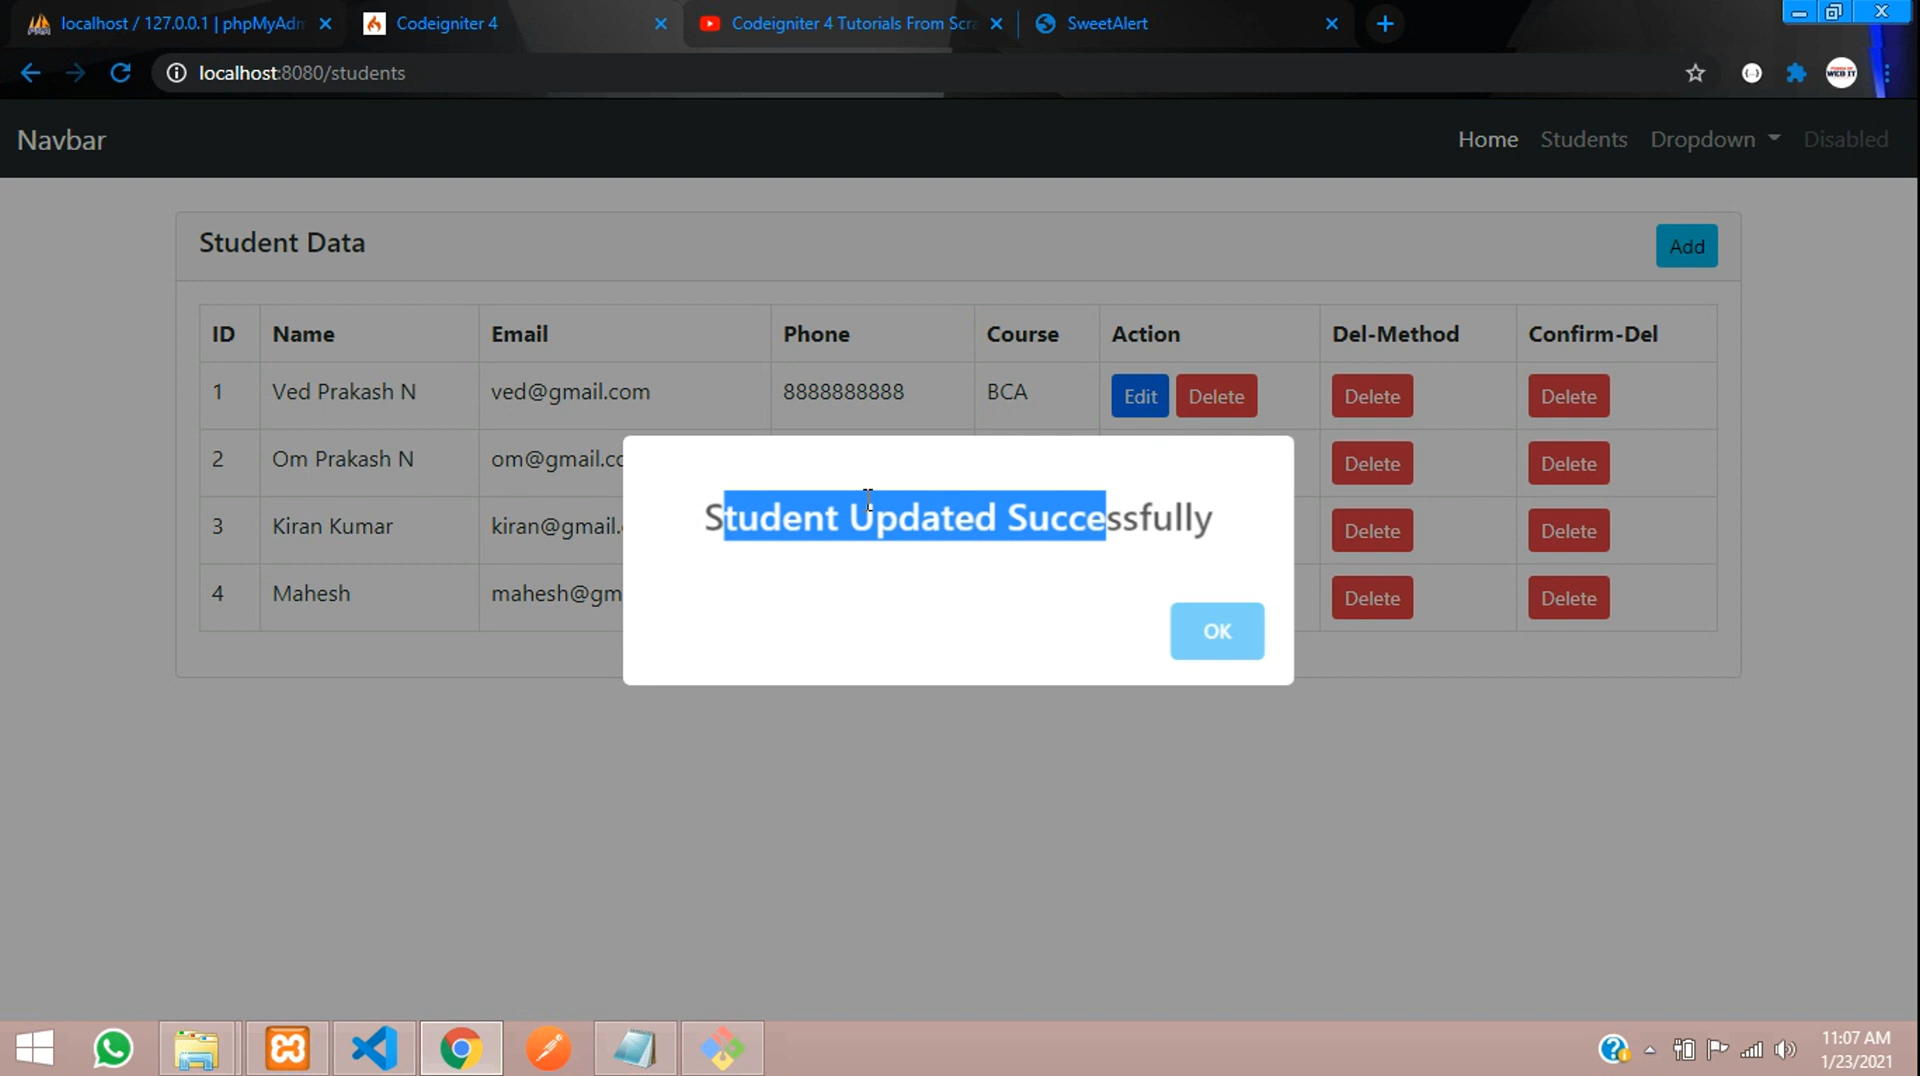 localhost / 127.0.0.1 | phpMyAdm
Codeigniter 4
Codeigniter 4 Tutorials From Scra
SweetAlert
localhost:8080/students
WEB IT
Navbar
Home Students Dropdown Disabled
Student Data
Add
ID Name Email Phone Course Action Del-Method Confirm-Del
1 Ved Prakash N ved@gmail.com 8888888888 BCA Edit Delete Delete Delete
2 Om Prakash N om@gmail.co Delete Delete
3 Kiran Kumar kiran@gmail. Delete Delete
4 Mahesh mahesh@gm Delete Delete
Student Updated Successfully
OK
11:07 AM
1/23/2021